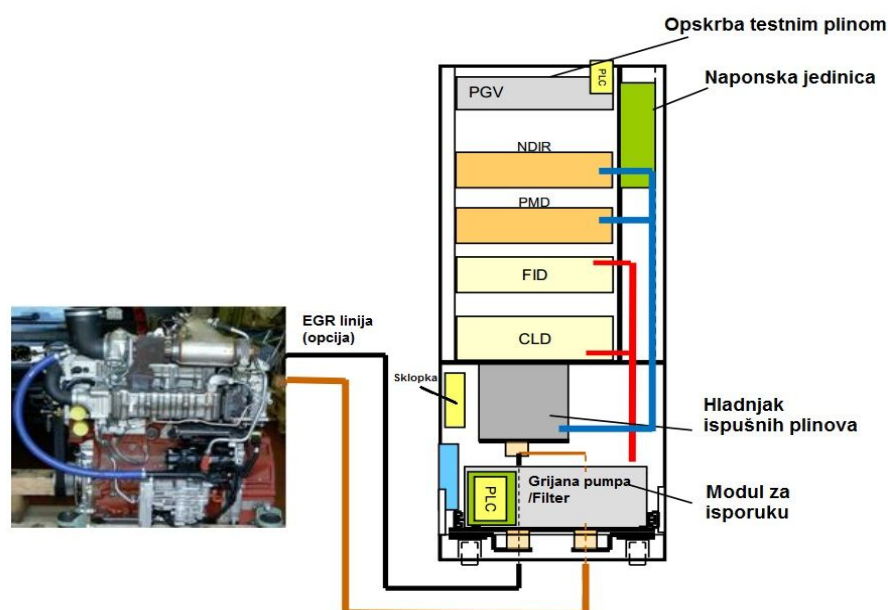 Opskrba testnim plinom
PLC
PGV
Naponska jedinica
NDIR
PMD
FID
EGR linija
(opcija)
CLD
Sklopka
Hladnjak
ispušnih plinova
Grijana pumpa
/Filter
PLC
Modul za
isporuku